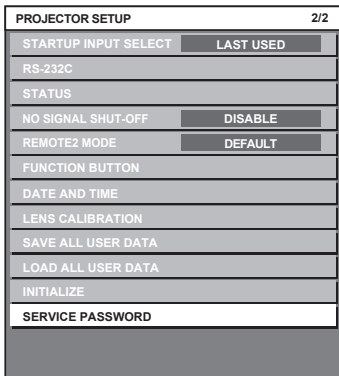 PROJECTOR SETUP 2/2
STARTUP INPUT SELECT LAST USED
RS-232C
STATUS
NO SIGNAL SHUT-OFF DISABLE
REMOTE2 MODE DEFAULT
FUNCTION BUTTON
DATE AND TIME
LENS CALIBRATION
SAVE ALL USER DATA
LOAD ALL USER DATA
INITIALIZE
SERVICE PASSWORD